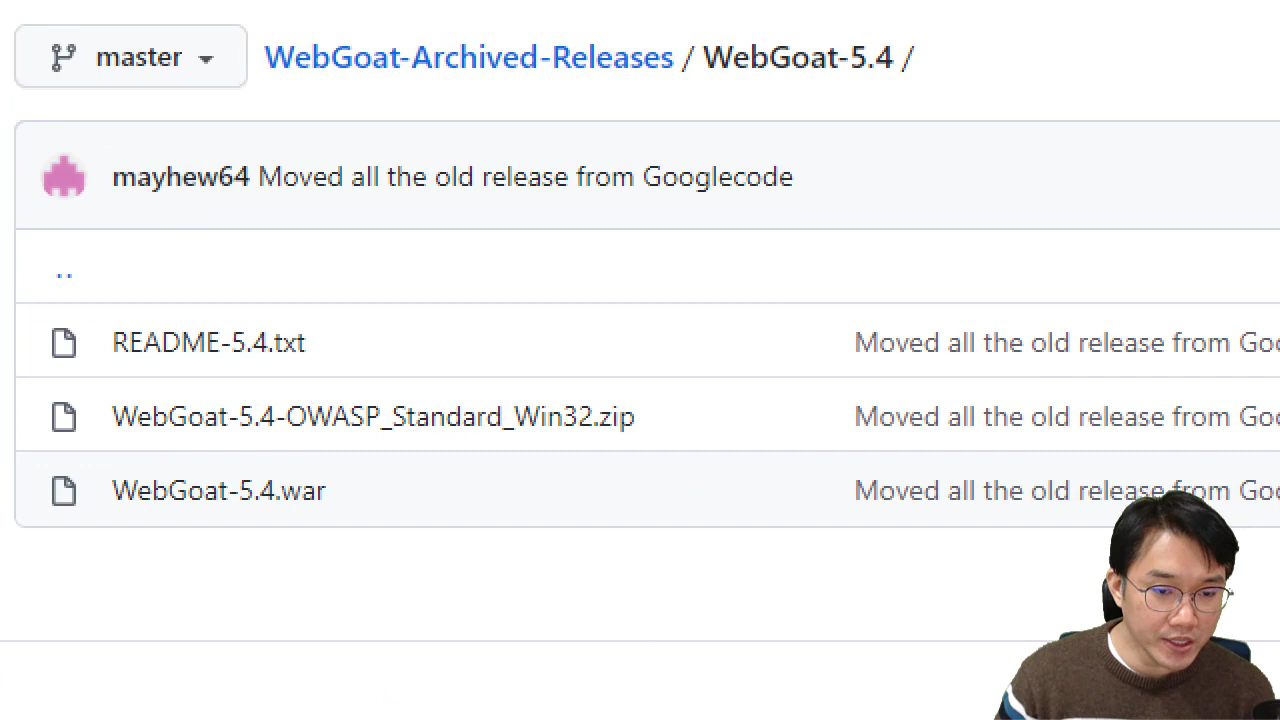 master WebGoat-Archived-Releases / WebGoat-5.4 /
mayhew64 Moved all the old release from Googlecode
..
README-5.4.txt Moved all the old release from
WebGoat-5.4-OWASP_Standard_Win32.zip Moved all the old release from
WebGoat-5.4.war Moved all the old release from